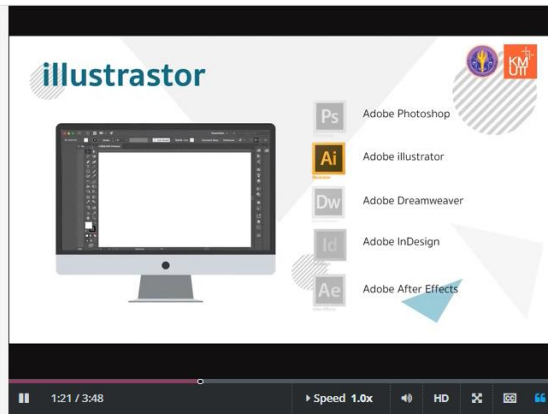 illustrastor
KM
UTT
Ps
Adobe Photoshop
Ai
Adobe illustrator
Dw
Adobe Dreamweaver
Id
Adobe InDesign
Ae
Adobe After Effects
1:21 / 3:48
Speed 1.0x
HD
CC